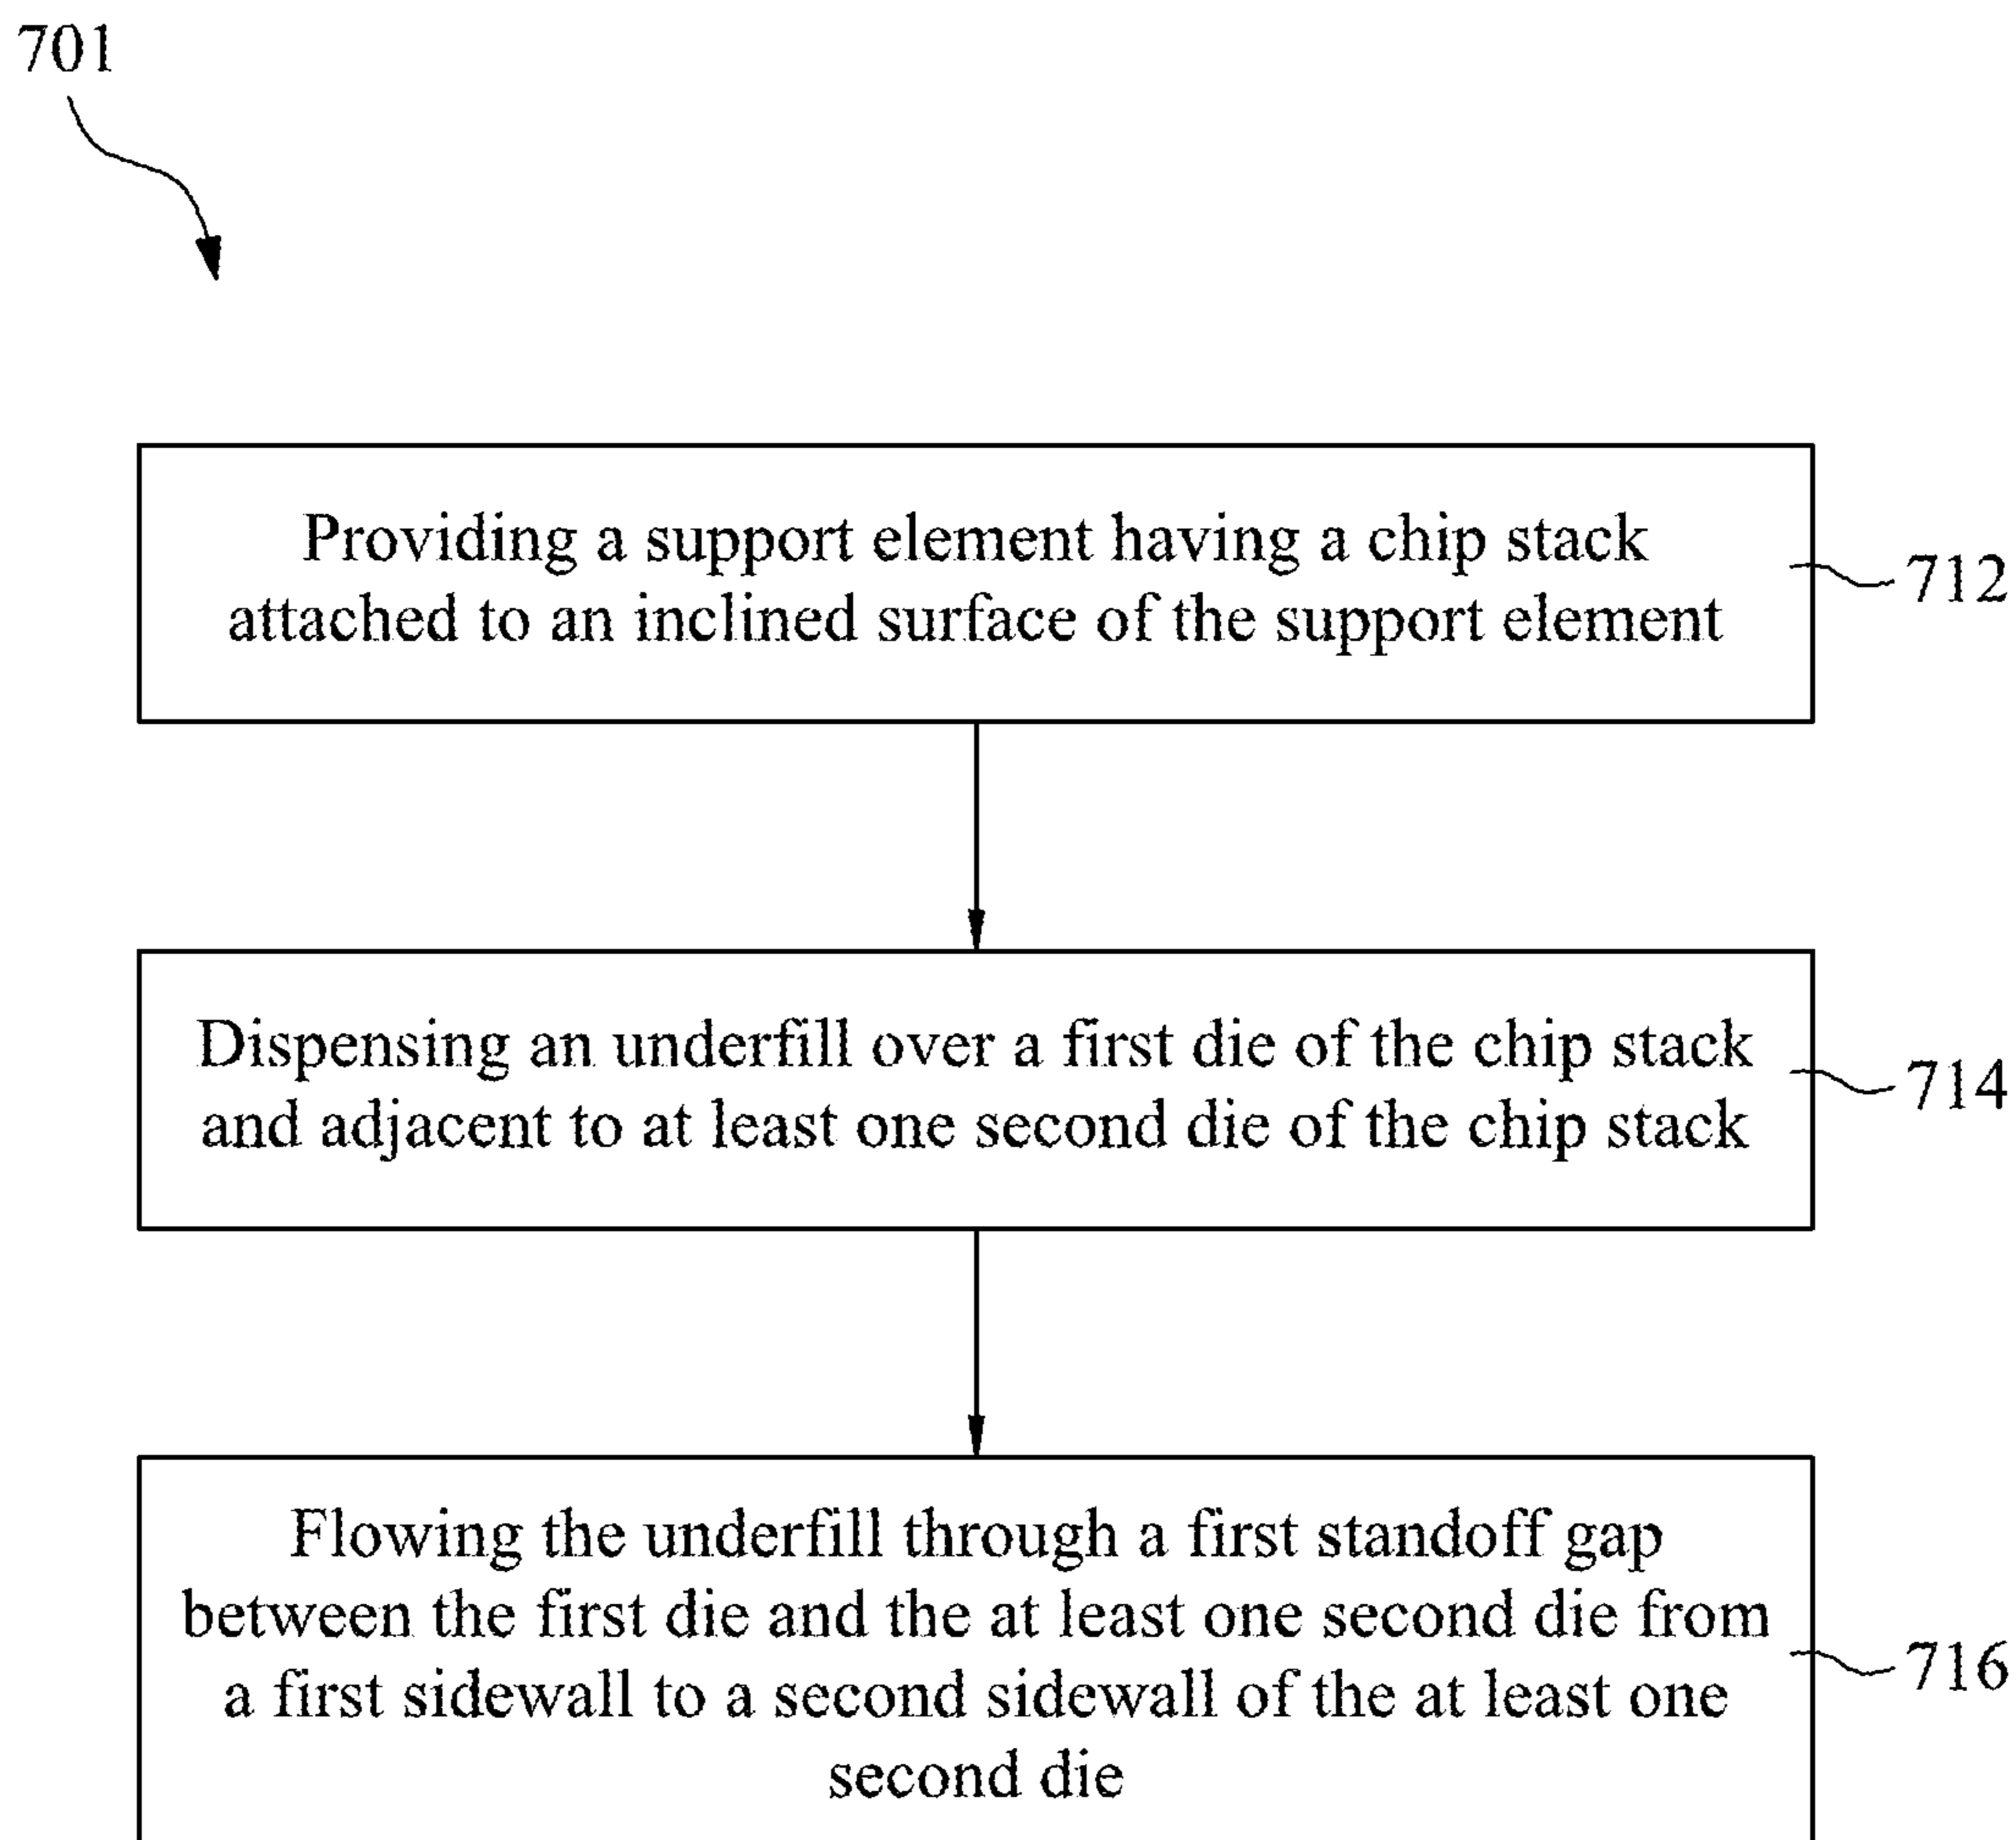 701
Providing a support element having a chip stack
attached to an inclined surface of the support element
712
Dispensing an underfill over a first die of the chip stack
and adjacent to at least one second die of the chip stack
714
Flowing the underfill through a first standoff gap
between the first die and the at least one second die from
a first sidewall to a second sidewall of the at least one
second die
716